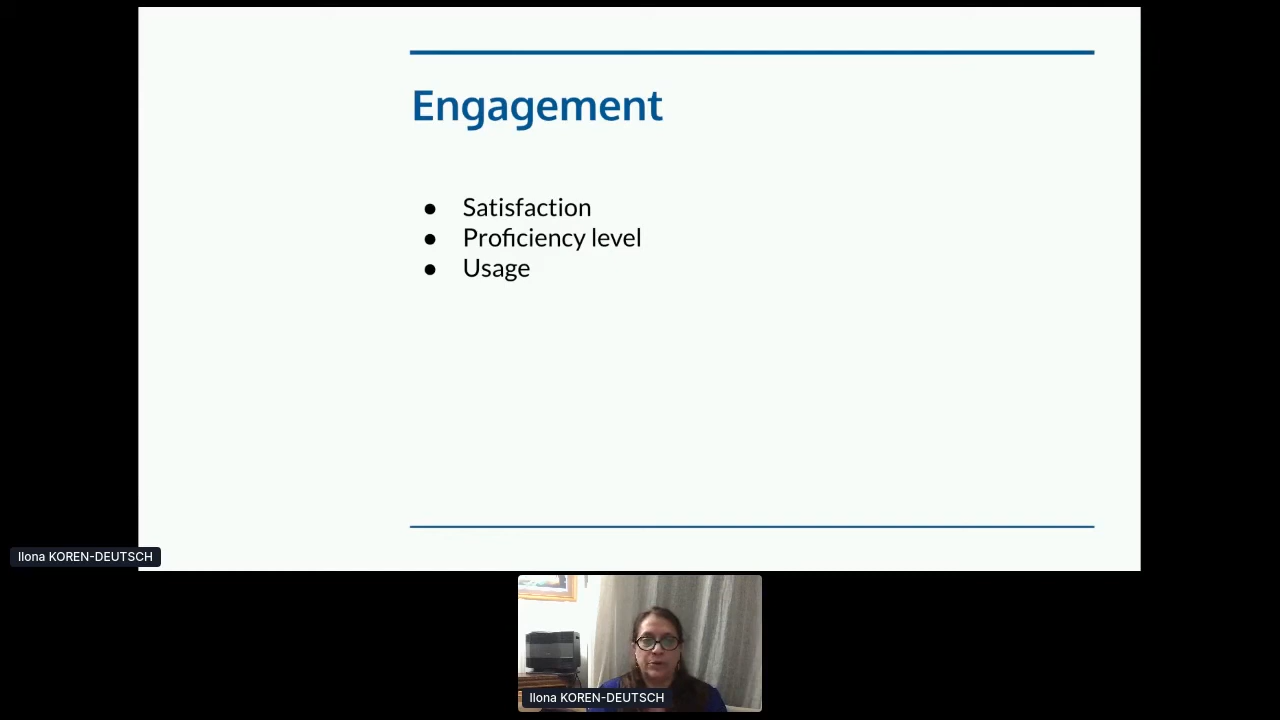 Engagement
● Satisfaction
● Proficiency level
● Usage
Ilona KOREN-DEUTSCH
Ilona KOREN-DEUTSCH